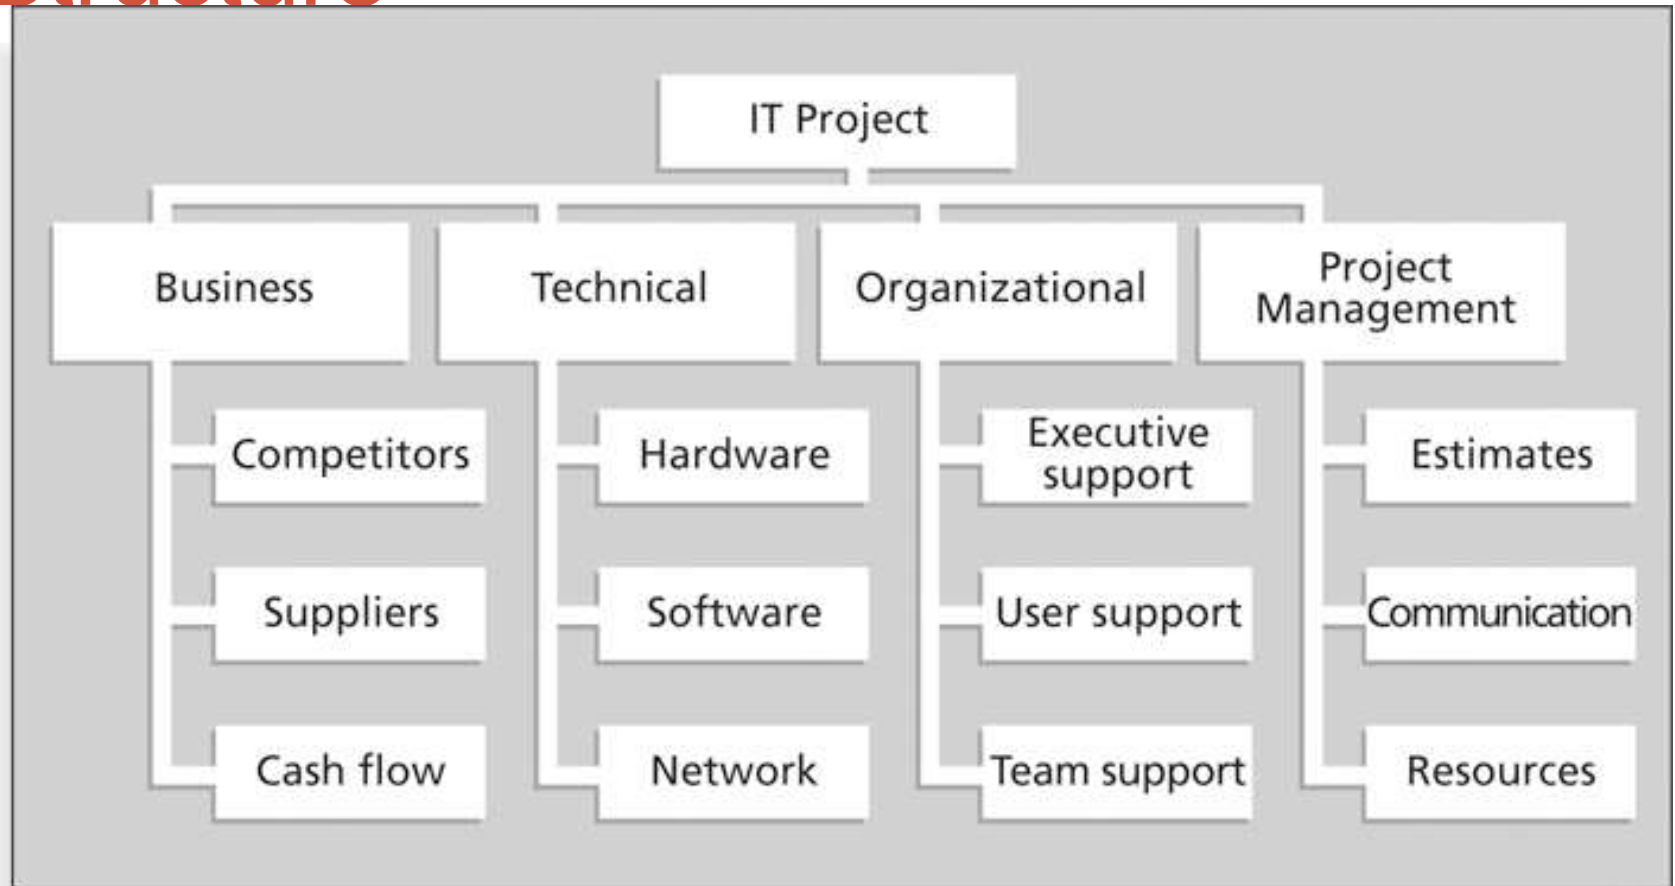 IT Project
Business
Technical
Organizational
Project
Management
Competitors
Hardware
Executive
support
Estimates
Suppliers
Software
User support
Communication
Cash flow
Network
Team support
Resources